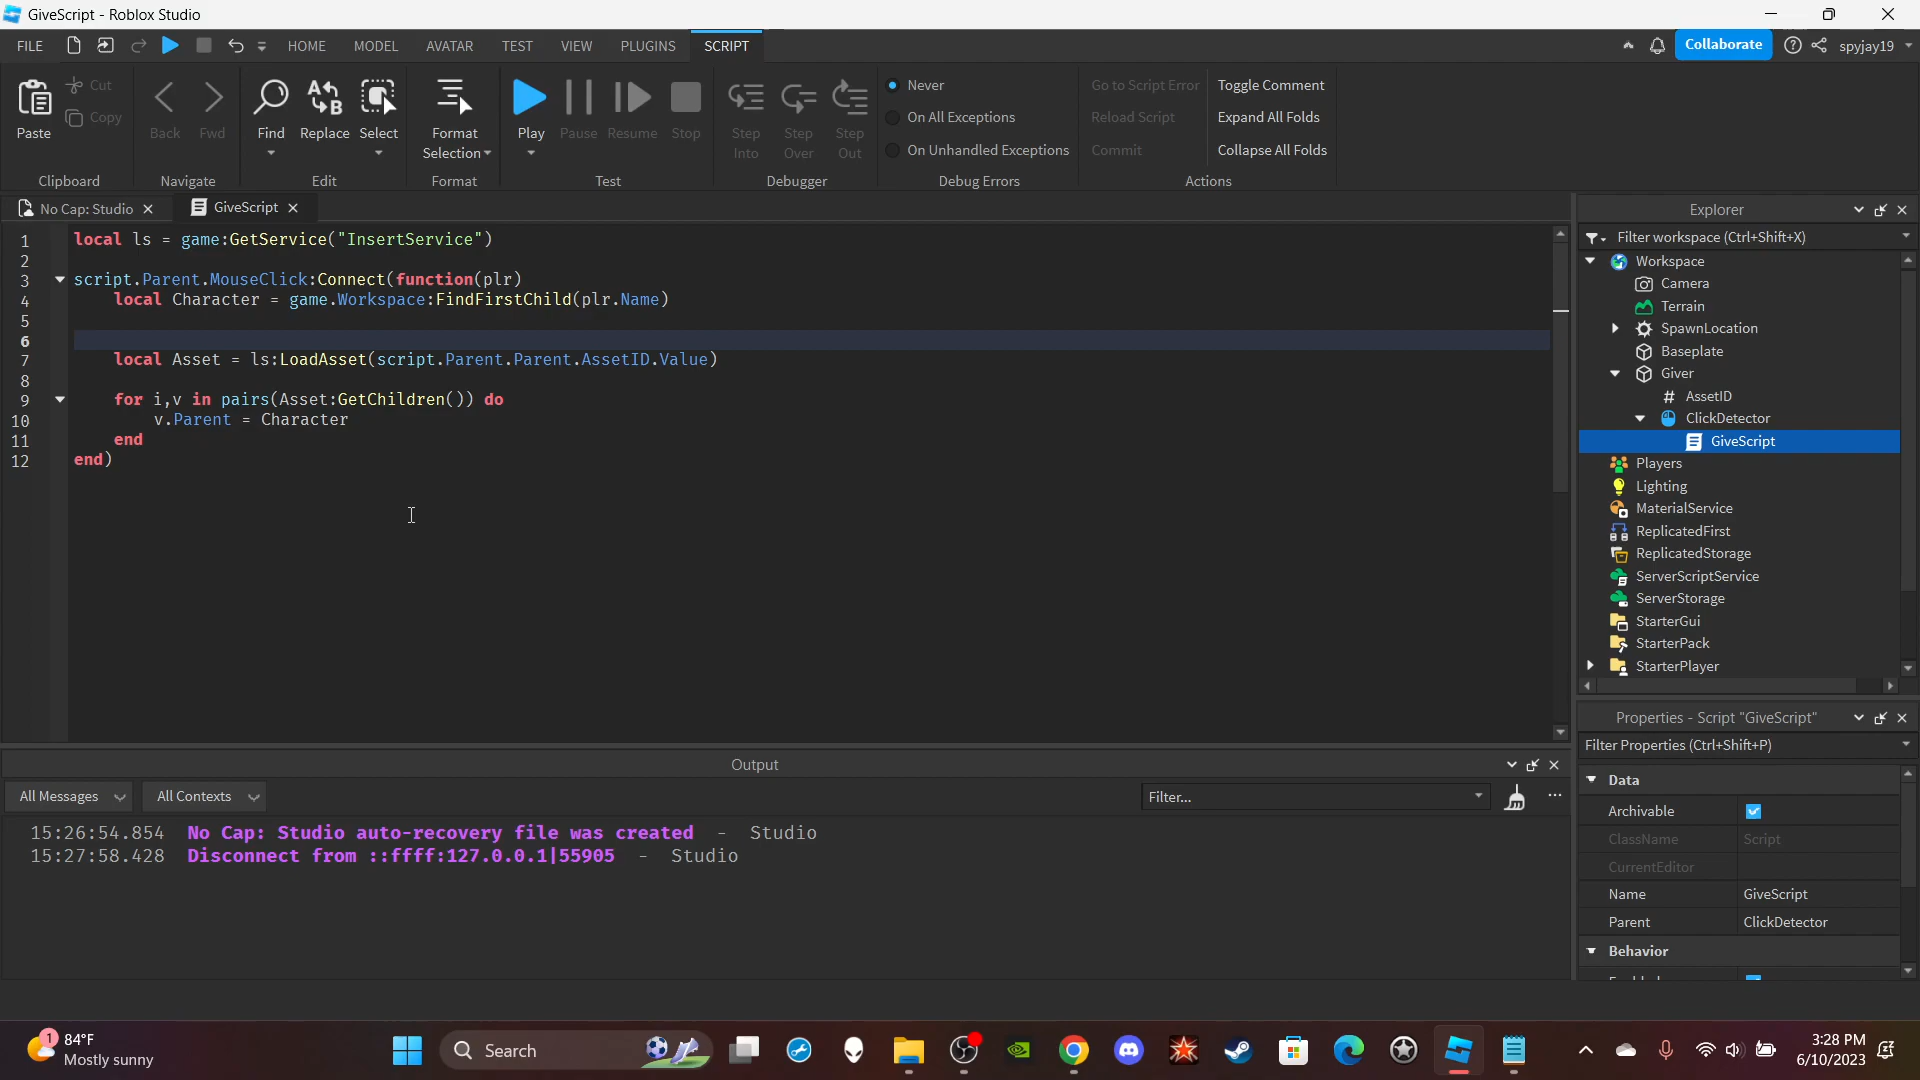 GiveScript - Roblox Studio
FILE HOME MODEL AVATAR TEST VIEW PLUGINS SCRIPT Collaborate spyjay19
Paste Cut Copy
Clipboard
Back Fwd
Navigate
Find Replace Select
Edit
Format Selection
Format
Play Pause Resume Stop
Test
Step Into Step Over Step Out
Debugger
Never
On All Exceptions
On Unhandled Exceptions
Debug Errors
Go to Script Error
Reload Script
Commit
Toggle Comment
Expand All Folds
Collapse All Folds
Actions
No Cap: Studio GiveScript
1 local ls = game:GetService("InsertService")
2
3 script.Parent.MouseClick:Connect(function(plr)
4 local Character = game.Workspace:FindFirstChild(plr.Name)
5
6
7 local Asset = ls:LoadAsset(script.Parent.Parent.AssetID.Value)
8
9 for i,v in pairs(Asset:GetChildren()) do
10 v.Parent = Character
11 end
12 end)
Explorer
Filter workspace (Ctrl+Shift+X)
Workspace
Camera
Terrain
SpawnLocation
Baseplate
Giver
# AssetID
ClickDetector
GiveScript
Players
Lighting
MaterialService
ReplicatedFirst
ReplicatedStorage
ServerScriptService
ServerStorage
StarterGui
StarterPack
StarterPlayer
Properties - Script "GiveScript"
Filter Properties (Ctrl+Shift+P)
Data
Archivable
ClassName Script
CurrentEditor
Name GiveScript
Parent ClickDetector
Behavior
Output
All Messages All Contexts Filter...
15:26:54.854 No Cap: Studio auto-recovery file was created - Studio
15:27:58.428 Disconnect from ::ffff:127.0.0.1|55905 - Studio
1 84°F
Mostly sunny
Search
3:28 PM
6/10/2023